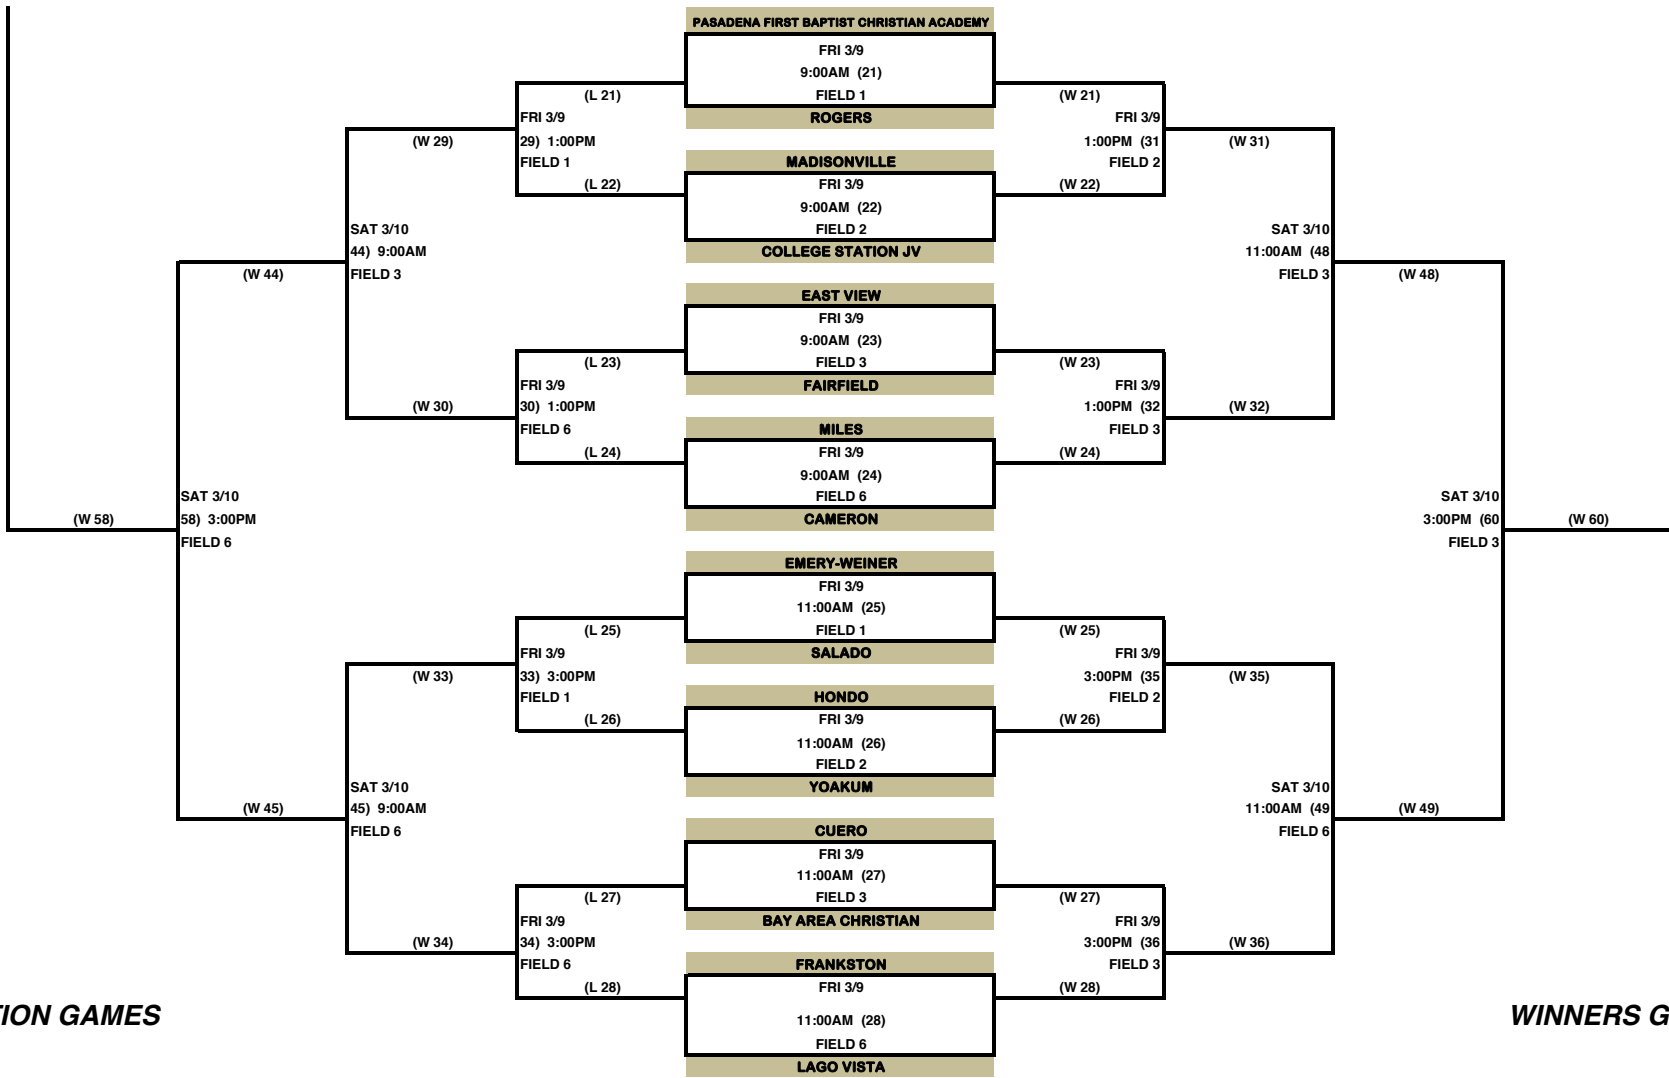 PASADENA FIRST BAPTIST CHRISTIAN ACADEMY
FRI 3/9
9:00AM (21)
FIELD 1
ROGERS
(L 21)
(W 21)
FRI 3/9
29) 1:00PM
FIELD 1
FRI 3/9
1:00PM (31
FIELD 2
(W 29)
(W 31)
MADISONVILLE
(L 22)
FRI 3/9
9:00AM (22)
FIELD 2
(W 22)
COLLEGE STATION JV
SAT 3/10
44) 9:00AM
FIELD 3
SAT 3/10
11:00AM (48
FIELD 3
(W 44)
(W 48)
EAST VIEW
FRI 3/9
9:00AM (23)
FIELD 3
FAIRFIELD
(L 23)
(W 23)
FRI 3/9
30) 1:00PM
FIELD 6
FRI 3/9
1:00PM (32
FIELD 3
(W 30)
(W 32)
MILES
(L 24)
FRI 3/9
9:00AM (24)
FIELD 6
(W 24)
CAMERON
SAT 3/10
58) 3:00PM
FIELD 6
SAT 3/10
3:00PM (60
FIELD 3
(W 58)
(W 60)
EMERY-WEINER
FRI 3/9
11:00AM (25)
FIELD 1
SALADO
(L 25)
(W 25)
FRI 3/9
33) 3:00PM
FIELD 1
FRI 3/9
3:00PM (35
FIELD 2
(W 33)
(W 35)
HONDO
(L 26)
FRI 3/9
11:00AM (26)
FIELD 2
(W 26)
YOAKUM
SAT 3/10
45) 9:00AM
FIELD 6
SAT 3/10
11:00AM (49
FIELD 6
(W 45)
(W 49)
CUERO
FRI 3/9
11:00AM (27)
FIELD 3
BAY AREA CHRISTIAN
(L 27)
(W 27)
FRI 3/9
34) 3:00PM
FIELD 6
FRI 3/9
3:00PM (36
FIELD 3
(W 34)
(W 36)
FRANKSTON
(L 28)
FRI 3/9
11:00AM (28)
FIELD 6
(W 28)
LAGO VISTA
TION GAMES
WINNERS G